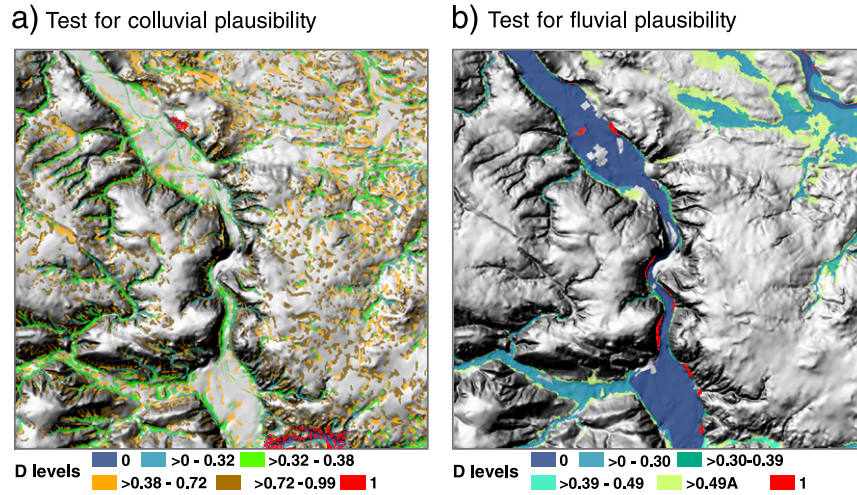 a) Test for colluvial plausibility
b) Test for fluvial plausibility
D levels 0 >0 - 0.32 >0.32 - 0.38
>0.38 - 0.72 >0.72 - 0.99 1
D levels 0 >0 - 0.30 >0.30-0.39
>0.39 - 0.49 >0.49A 1